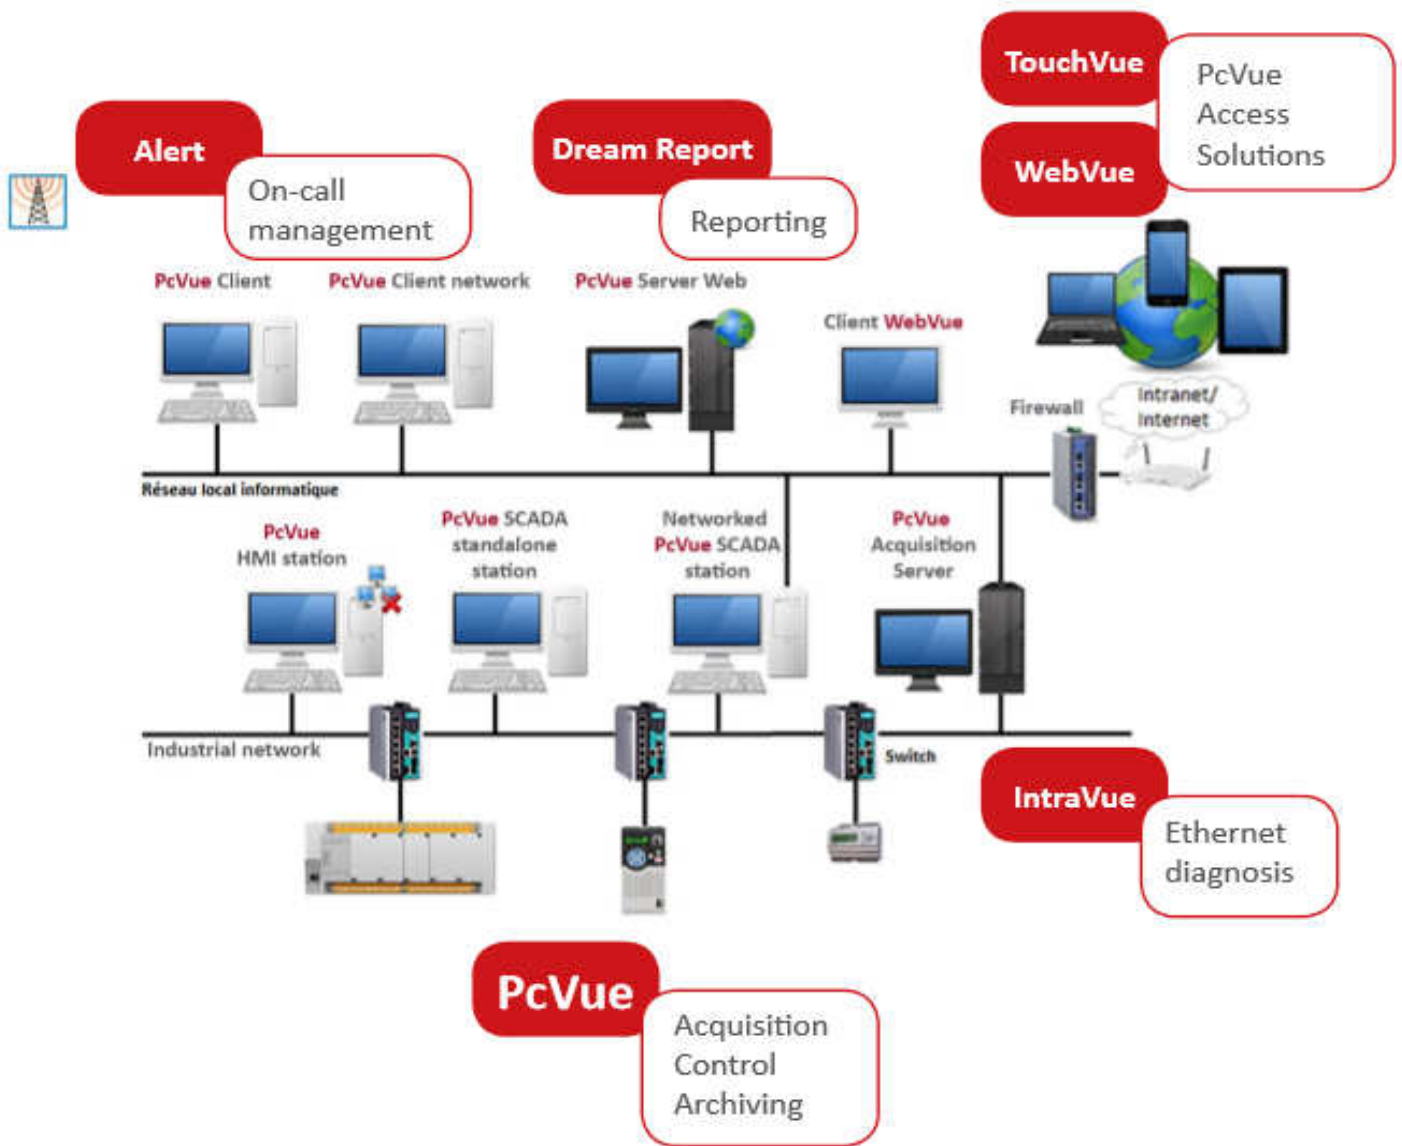 TouchVue
PcVue
Access
Solutions
WebVue
Alert
On-call
management
Dream Report
Reporting
PcVue Client
PcVue Client network
PcVue Server Web
Client WebVue
Firewall
Intranet/
Internet
Réseau local informatique
PcVue
HMI station
PcVue SCADA
standalone
station
Networked
PcVue SCADA
station
PcVue
Acquisition
Server
Industrial network
Switch
IntraVue
Ethernet
diagnosis
PcVue
Acquisition
Control
Archiving